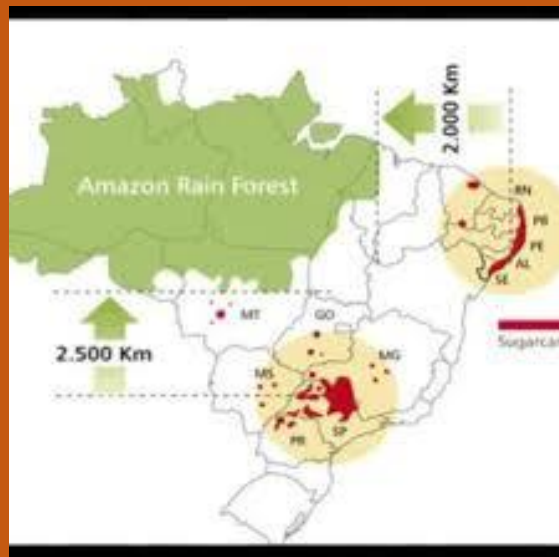 2.000 Km
Amazon Rain Forest
RN
PB
PE
AL
SE
MT
GO
2.500 Km
MS
MG
Sugarcan
PR
SP